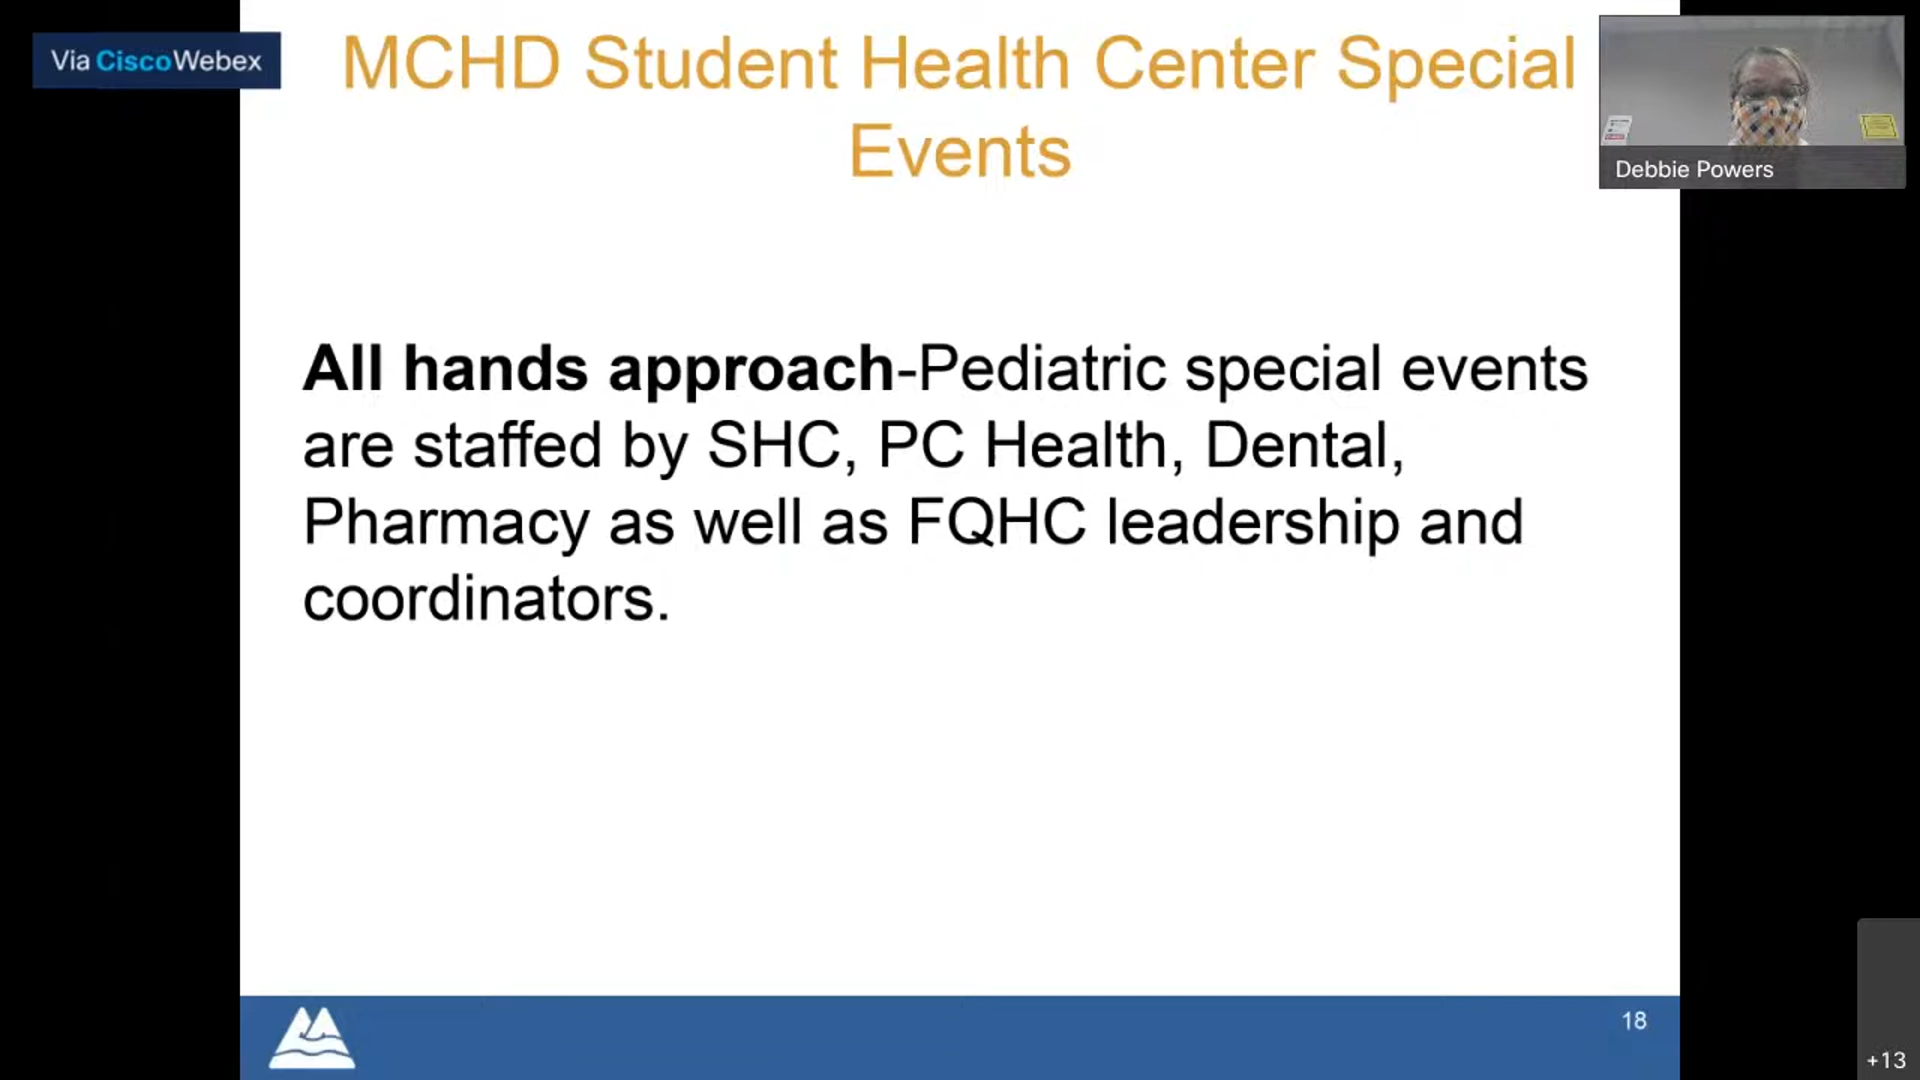 Via CiscoWebex
MCHD Student Health Center Special
Events
Debbie Powers
All hands approach-Pediatric special events
are staffed by SHC, PC Health, Dental,
Pharmacy as well as FQHC leadership and
coordinators.
18
+13